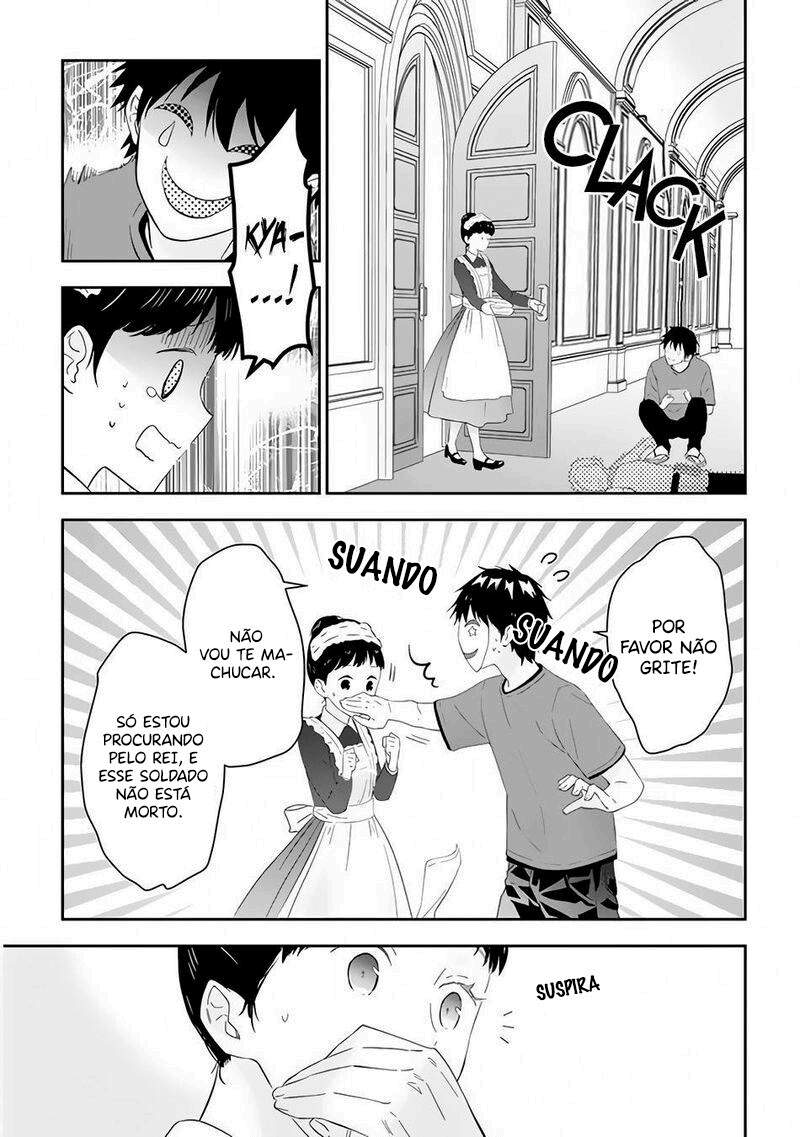 CLACK
KYA-
....!
POR
FAVOR NÃO
GRITE!
SUANDO
SUANDO
NÃO
VOU TE MA-
CHUCAR.
SÓ ESTOU
PROCURANDO
PELO REI, E
ESSE SOLDADO
NÃO ESTÁ
MORTO.
SUSPIRA